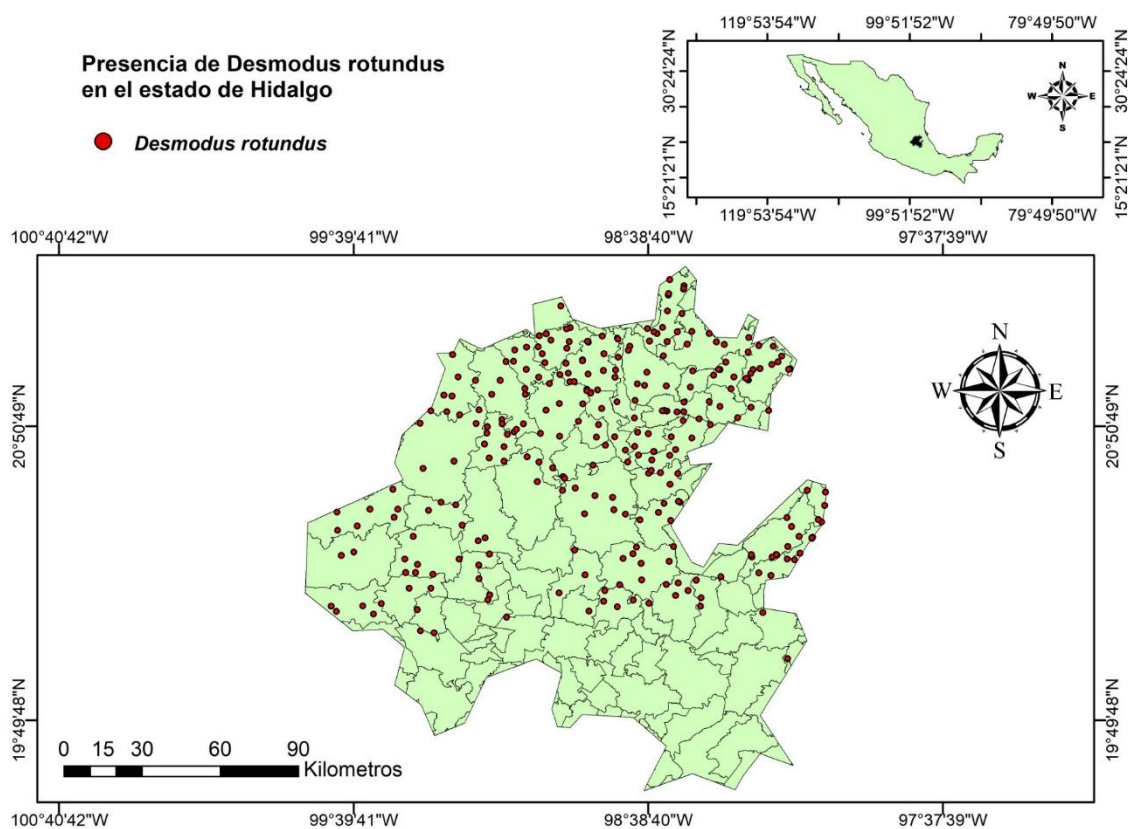 Presencia de Desmodus rotundus
en el estado de Hidalgo
Desmodus rotundus
119°53'54"W 99°51'52"W 79°49'50"W
30°24'24"N
15°21'21"N
30°24'24"N
15°21'21"N
N
W E
S
119°53'54"W 99°51'52"W 79°49'50"W
100°40'42"W 99°39'41"W 98°38'40"W 97°37'39"W
N
W E
S
20°50'49"N
20°50'49"N
19°49'48"N
19°49'48"N
0 15 30 60 90
Kilometros
100°40'42"W 99°39'41"W 98°38'40"W 97°37'39"W